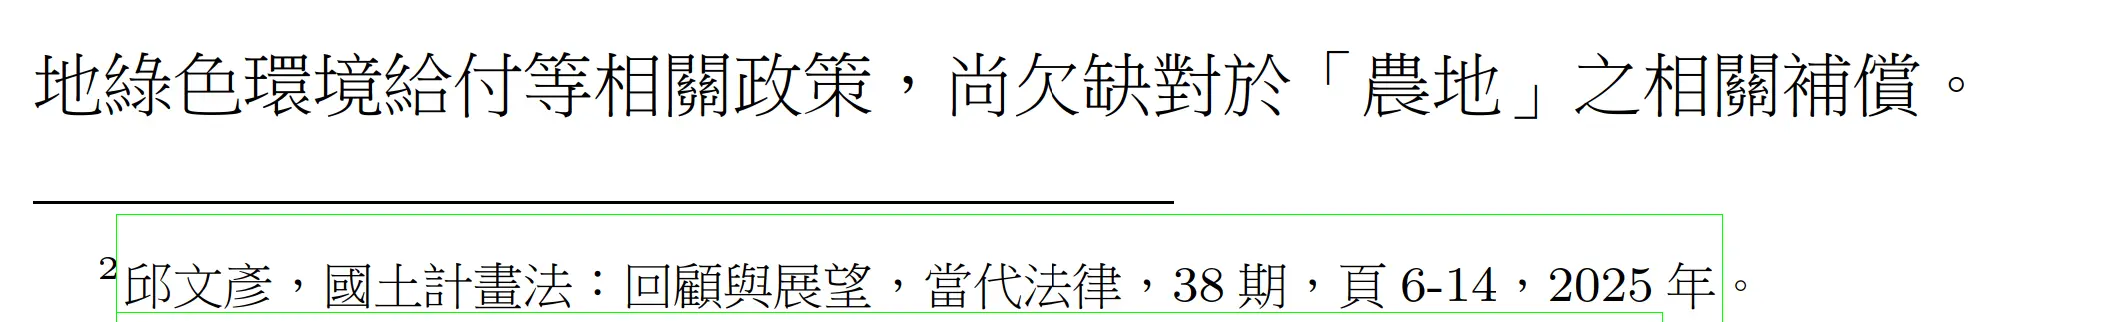 地綠色環境給付等相關政策，尚欠缺對於「農地」之相關補償。
2邱文彥，國土計畫法：回顧與展望，當代法律，38 期，頁 6-14，2025 年。